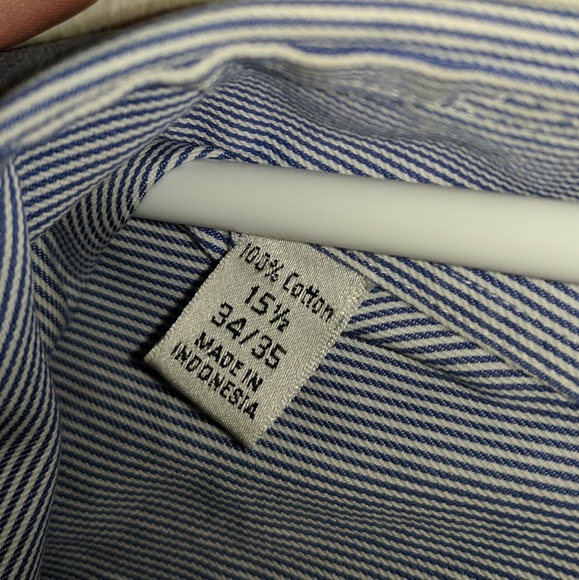 100% Cotton
15½
34/35
MADE IN
INDONESIA